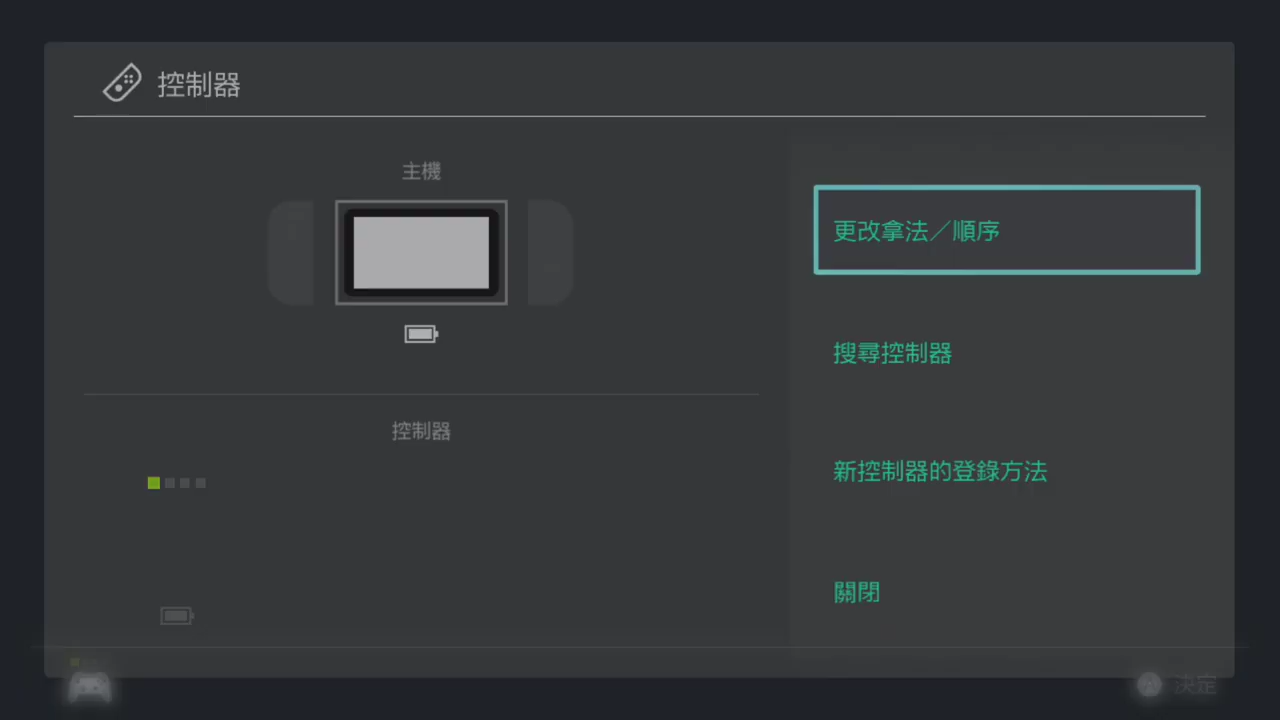 控制器
主機
更改拿法／順序
搜尋控制器
控制器
新控制器的登錄方法
關閉
A 決定